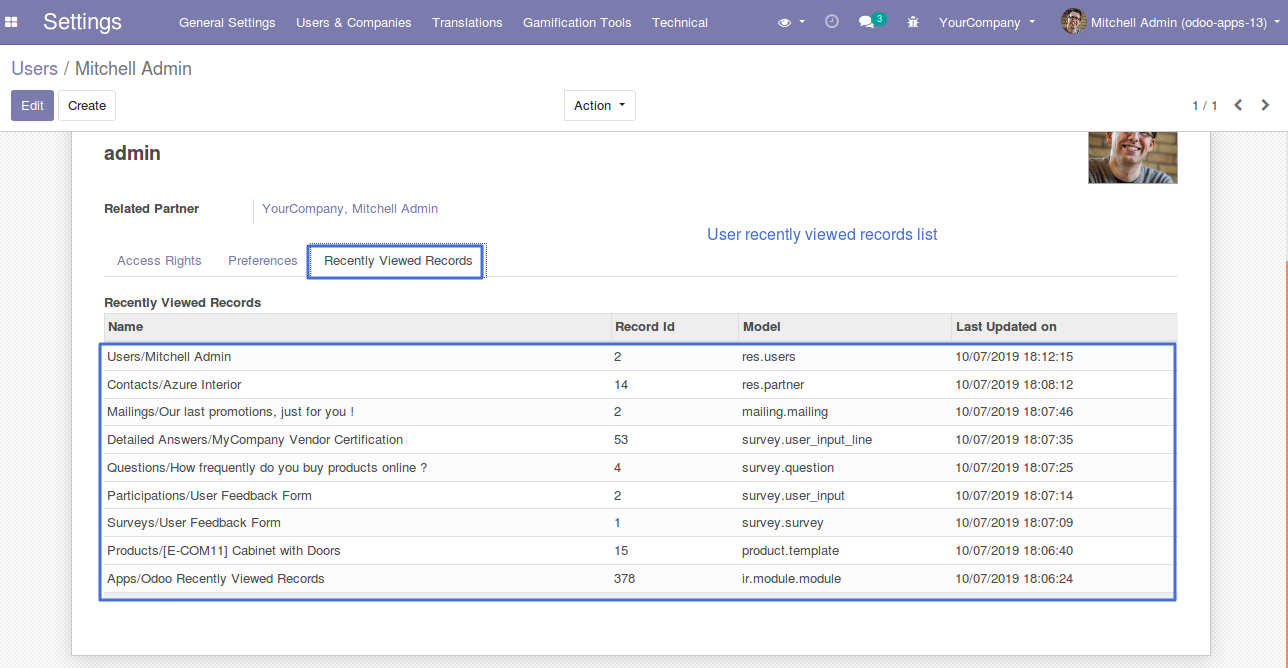 Settings General Settings Users & Companies Translations Gamification Tools Technical 3 YourCompany Mitchell Admin (odoo-apps-13)
Users / Mitchell Admin
Edit Create Action 1 / 1
admin
Related Partner YourCompany, Mitchell Admin
User recently viewed records list
Access Rights Preferences Recently Viewed Records
Recently Viewed Records
Name Record Id Model Last Updated on
Users/Mitchell Admin 2 res.users 10/07/2019 18:12:15
Contacts/Azure Interior 14 res.partner 10/07/2019 18:08:12
Mailings/Our last promotions, just for you ! 2 mailing.mailing 10/07/2019 18:07:46
Detailed Answers/MyCompany Vendor Certification 53 survey.user_input_line 10/07/2019 18:07:35
Questions/How frequently do you buy products online ? 4 survey.question 10/07/2019 18:07:25
Participations/User Feedback Form 2 survey.user_input 10/07/2019 18:07:14
Surveys/User Feedback Form 1 survey.survey 10/07/2019 18:07:09
Products/[E-COM11] Cabinet with Doors 15 product.template 10/07/2019 18:06:40
Apps/Odoo Recently Viewed Records 378 ir.module.module 10/07/2019 18:06:24